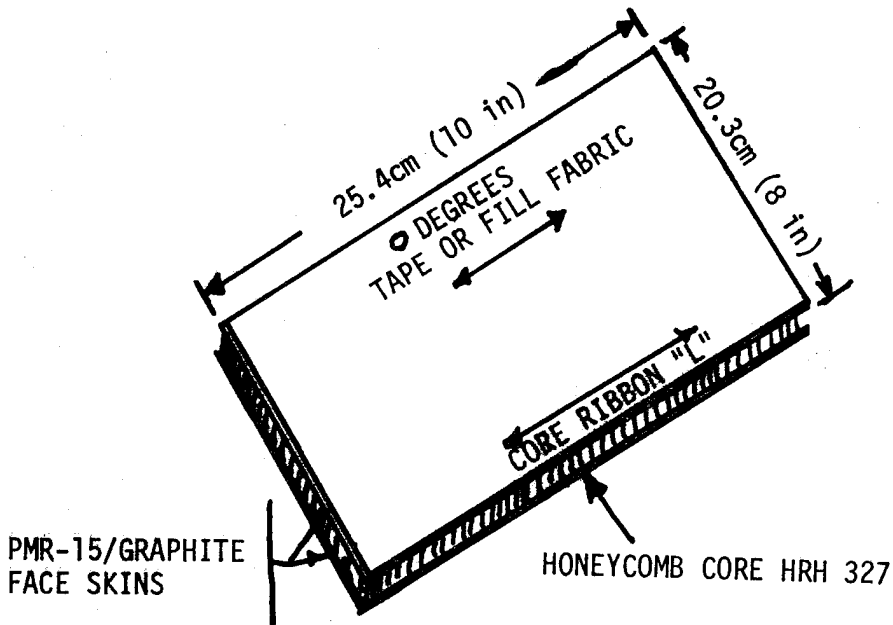 25.4cm (10 in)
20.3cm (8 in)
0 DEGREES
TAPE OR FILL FABRIC
CORE RIBBON "L"
PMR-15/GRAPHITE
FACE SKINS
HONEYCOMB CORE HRH 327